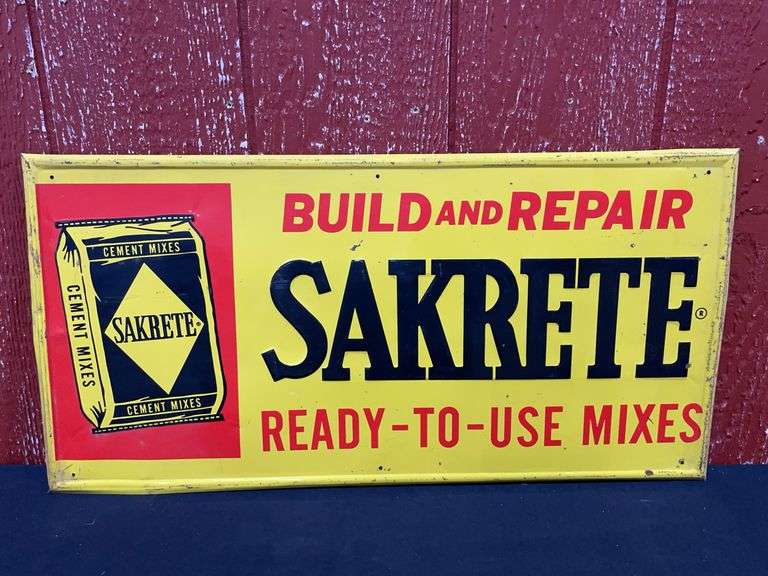 CEMENT MIXES
CEMENT MIXES
SAKRETE
CEMENT MIXES
BUILD AND REPAIR
SAKRETE®
READY-TO-USE MIXES